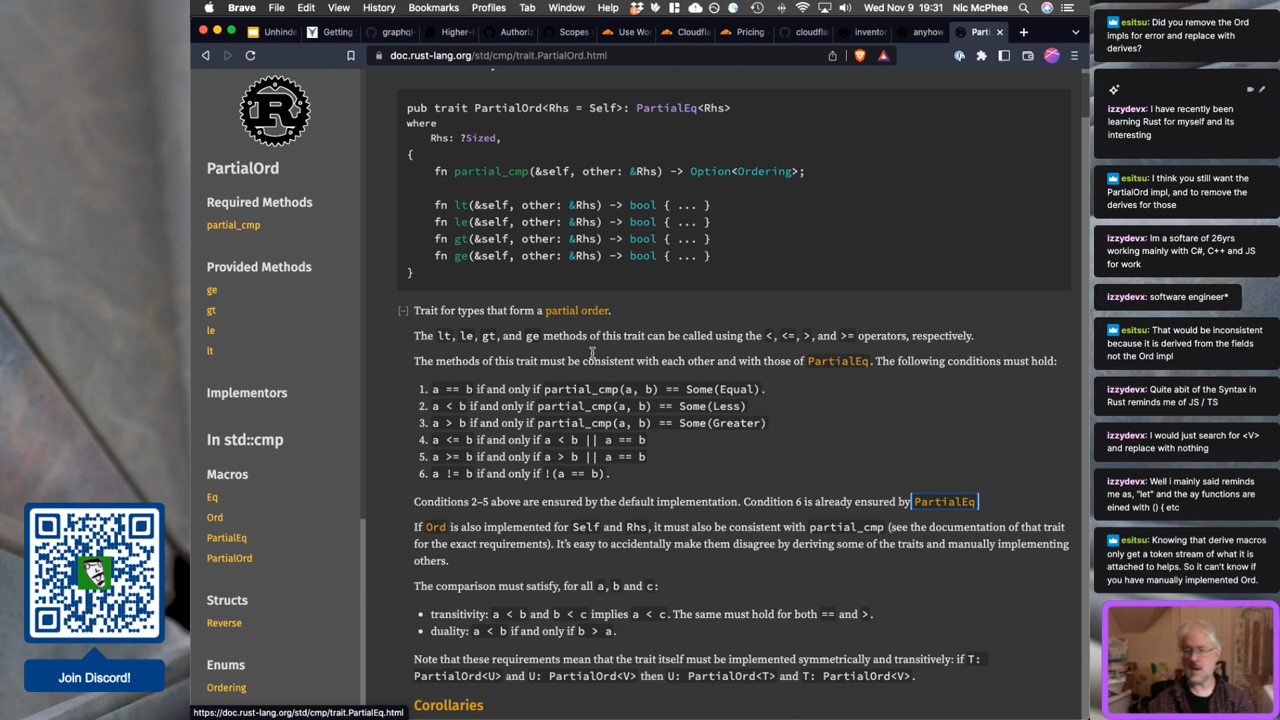 Brave File Edit View History Bookmarks Profiles Tab Window Help
Wed Nov 9 19:31 Nic McPhee
Unhinde
Getting
graphql
Higher-
Authoriz
Scopes
Use Wo
Cloudfla
Pricing
cloudfla
inventor
anyhow
Parti
doc.rust-lang.org/std/cmp/trait.PartialOrd.html
PartialOrd
Required Methods
partial_cmp
Provided Methods
ge
gt
le
lt
Implementors
In std::cmp
Macros
Eq
Ord
PartialEq
PartialOrd
Structs
Reverse
Enums
Ordering
https://doc.rust-lang.org/std/cmp/trait.PartialEq.html
pub trait PartialOrd<Rhs = Self>: PartialEq<Rhs>
where
Rhs: ?Sized,
{
fn partial_cmp(&self, other: &Rhs) -> Option<Ordering>;
fn lt(&self, other: &Rhs) -> bool { ... }
fn le(&self, other: &Rhs) -> bool { ... }
fn gt(&self, other: &Rhs) -> bool { ... }
fn ge(&self, other: &Rhs) -> bool { ... }
}
[-] Trait for types that form a partial order.
The lt, le, gt, and ge methods of this trait can be called using the <, <=, >, and >= operators, respectively.
The methods of this trait must be consistent with each other and with those of PartialEq. The following conditions must hold:
1. a == b if and only if partial_cmp(a, b) == Some(Equal).
2. a < b if and only if partial_cmp(a, b) == Some(Less)
3. a > b if and only if partial_cmp(a, b) == Some(Greater)
4. a <= b if and only if a < b || a == b
5. a >= b if and only if a > b || a == b
6. a != b if and only if !(a == b).
Conditions 2–5 above are ensured by the default implementation. Condition 6 is already ensured by PartialEq
If Ord is also implemented for Self and Rhs, it must also be consistent with partial_cmp (see the documentation of that trait
for the exact requirements). It's easy to accidentally make them disagree by deriving some of the traits and manually implementing
others.
The comparison must satisfy, for all a, b and c:
• transitivity: a < b and b < c implies a < c. The same must hold for both == and >.
• duality: a < b if and only if b > a.
Note that these requirements mean that the trait itself must be implemented symmetrically and transitively: if T:
PartialOrd<U> and U: PartialOrd<V> then U: PartialOrd<T> and T: PartialOrd<V>.
Corollaries
Join Discord!
esitsu: Did you remove the Ord
impls for error and replace with
derives?
izzydevx: I have recently been
learning Rust for myself and its
interesting
esitsu: I think you still want the
PartialOrd impl, and to remove the
derives for those
izzydevx: Im a softare of 26yrs
working mainly with C#, C++ and JS
for work
izzydevx: software engineer*
esitsu: That would be inconsistent
because it is derived from the fields
not the Ord impl
izzydevx: Quite abit of the Syntax in
Rust reminds me of JS / TS
izzydevx: I would just search for <V>
and replace with nothing
izzydevx: Well i mainly said reminds
me as, "let" and the ay functions are
eined with () { etc
esitsu: Knowing that derive macros
only get a token stream of what it is
attached to helps. So it can't know if
you have manually implemented Ord.